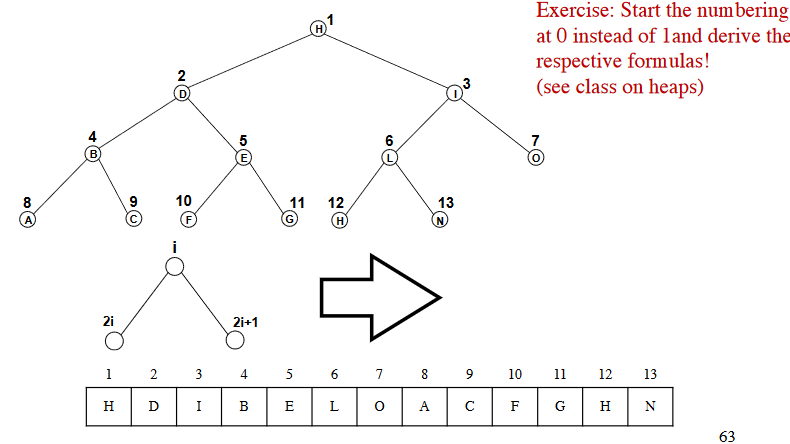 Exercise: Start the numbering
at 0 instead of 1and derive the
respective formulas!
(see class on heaps)
1
H
2 3
D I
4 5 6 7
B E L O
8 9 10 11 12 13
A C F G H N
i
2i 2i+1
1 2 3 4 5 6 7 8 9 10 11 12 13
H D I B E L O A C F G H N
63